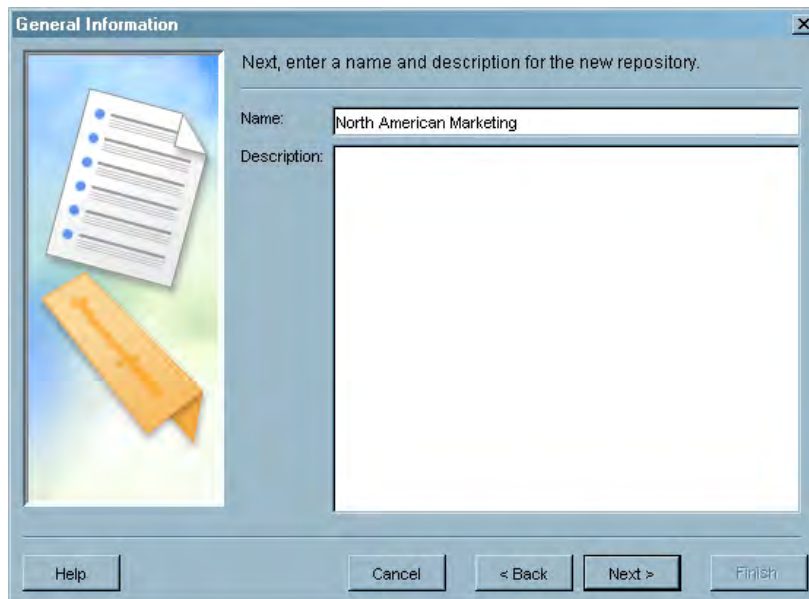 General Information
Next, enter a name and description for the new repository.
Name:
North American Marketing
Description:
Help
Cancel
< Back
Next >
Finish